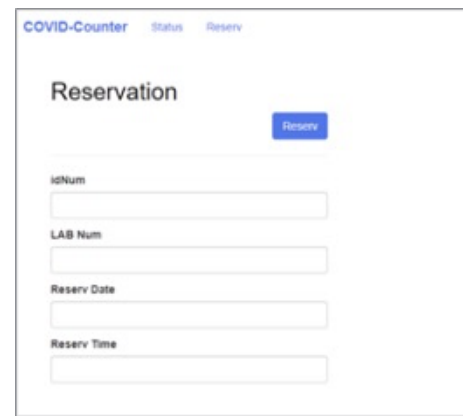 COVID-Counter Status Reserv
Reservation
Reserv
idNum
LAB Num
Reserv Date
Reserv Time